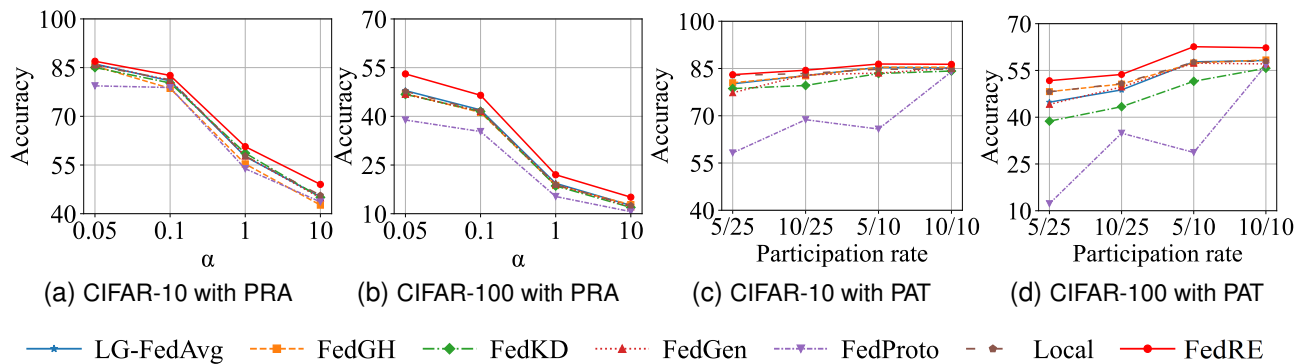 100
85
70
55
40
Accuracy
0.05 0.1 1 10
α
(a) CIFAR-10 with PRA
70
55
40
25
10
Accuracy
0.05 0.1 1 10
α
(b) CIFAR-100 with PRA
100
85
70
55
40
Accuracy
5/25 10/25 5/10 10/10
Participation rate
(c) CIFAR-10 with PAT
70
55
40
25
10
Accuracy
5/25 10/25 5/10 10/10
Participation rate
(d) CIFAR-100 with PAT
LG-FedAvg FedGH FedKD FedGen FedProto Local FedRE